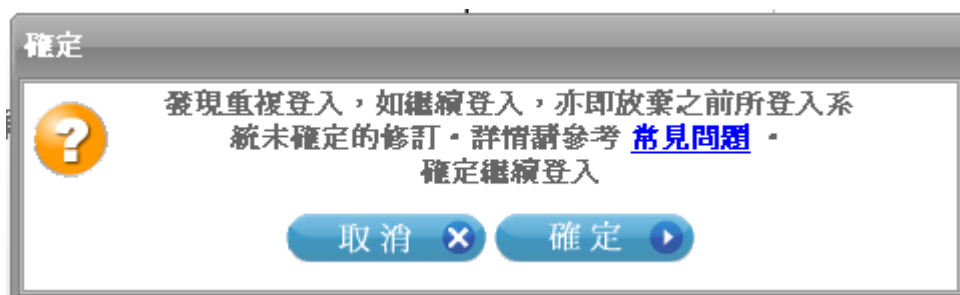 確定
發現重複登入，如繼續登入，亦即放棄之前所登入系
統未確定的修訂。詳情請參考 常見問題 。
確定繼續登入
取消
確定